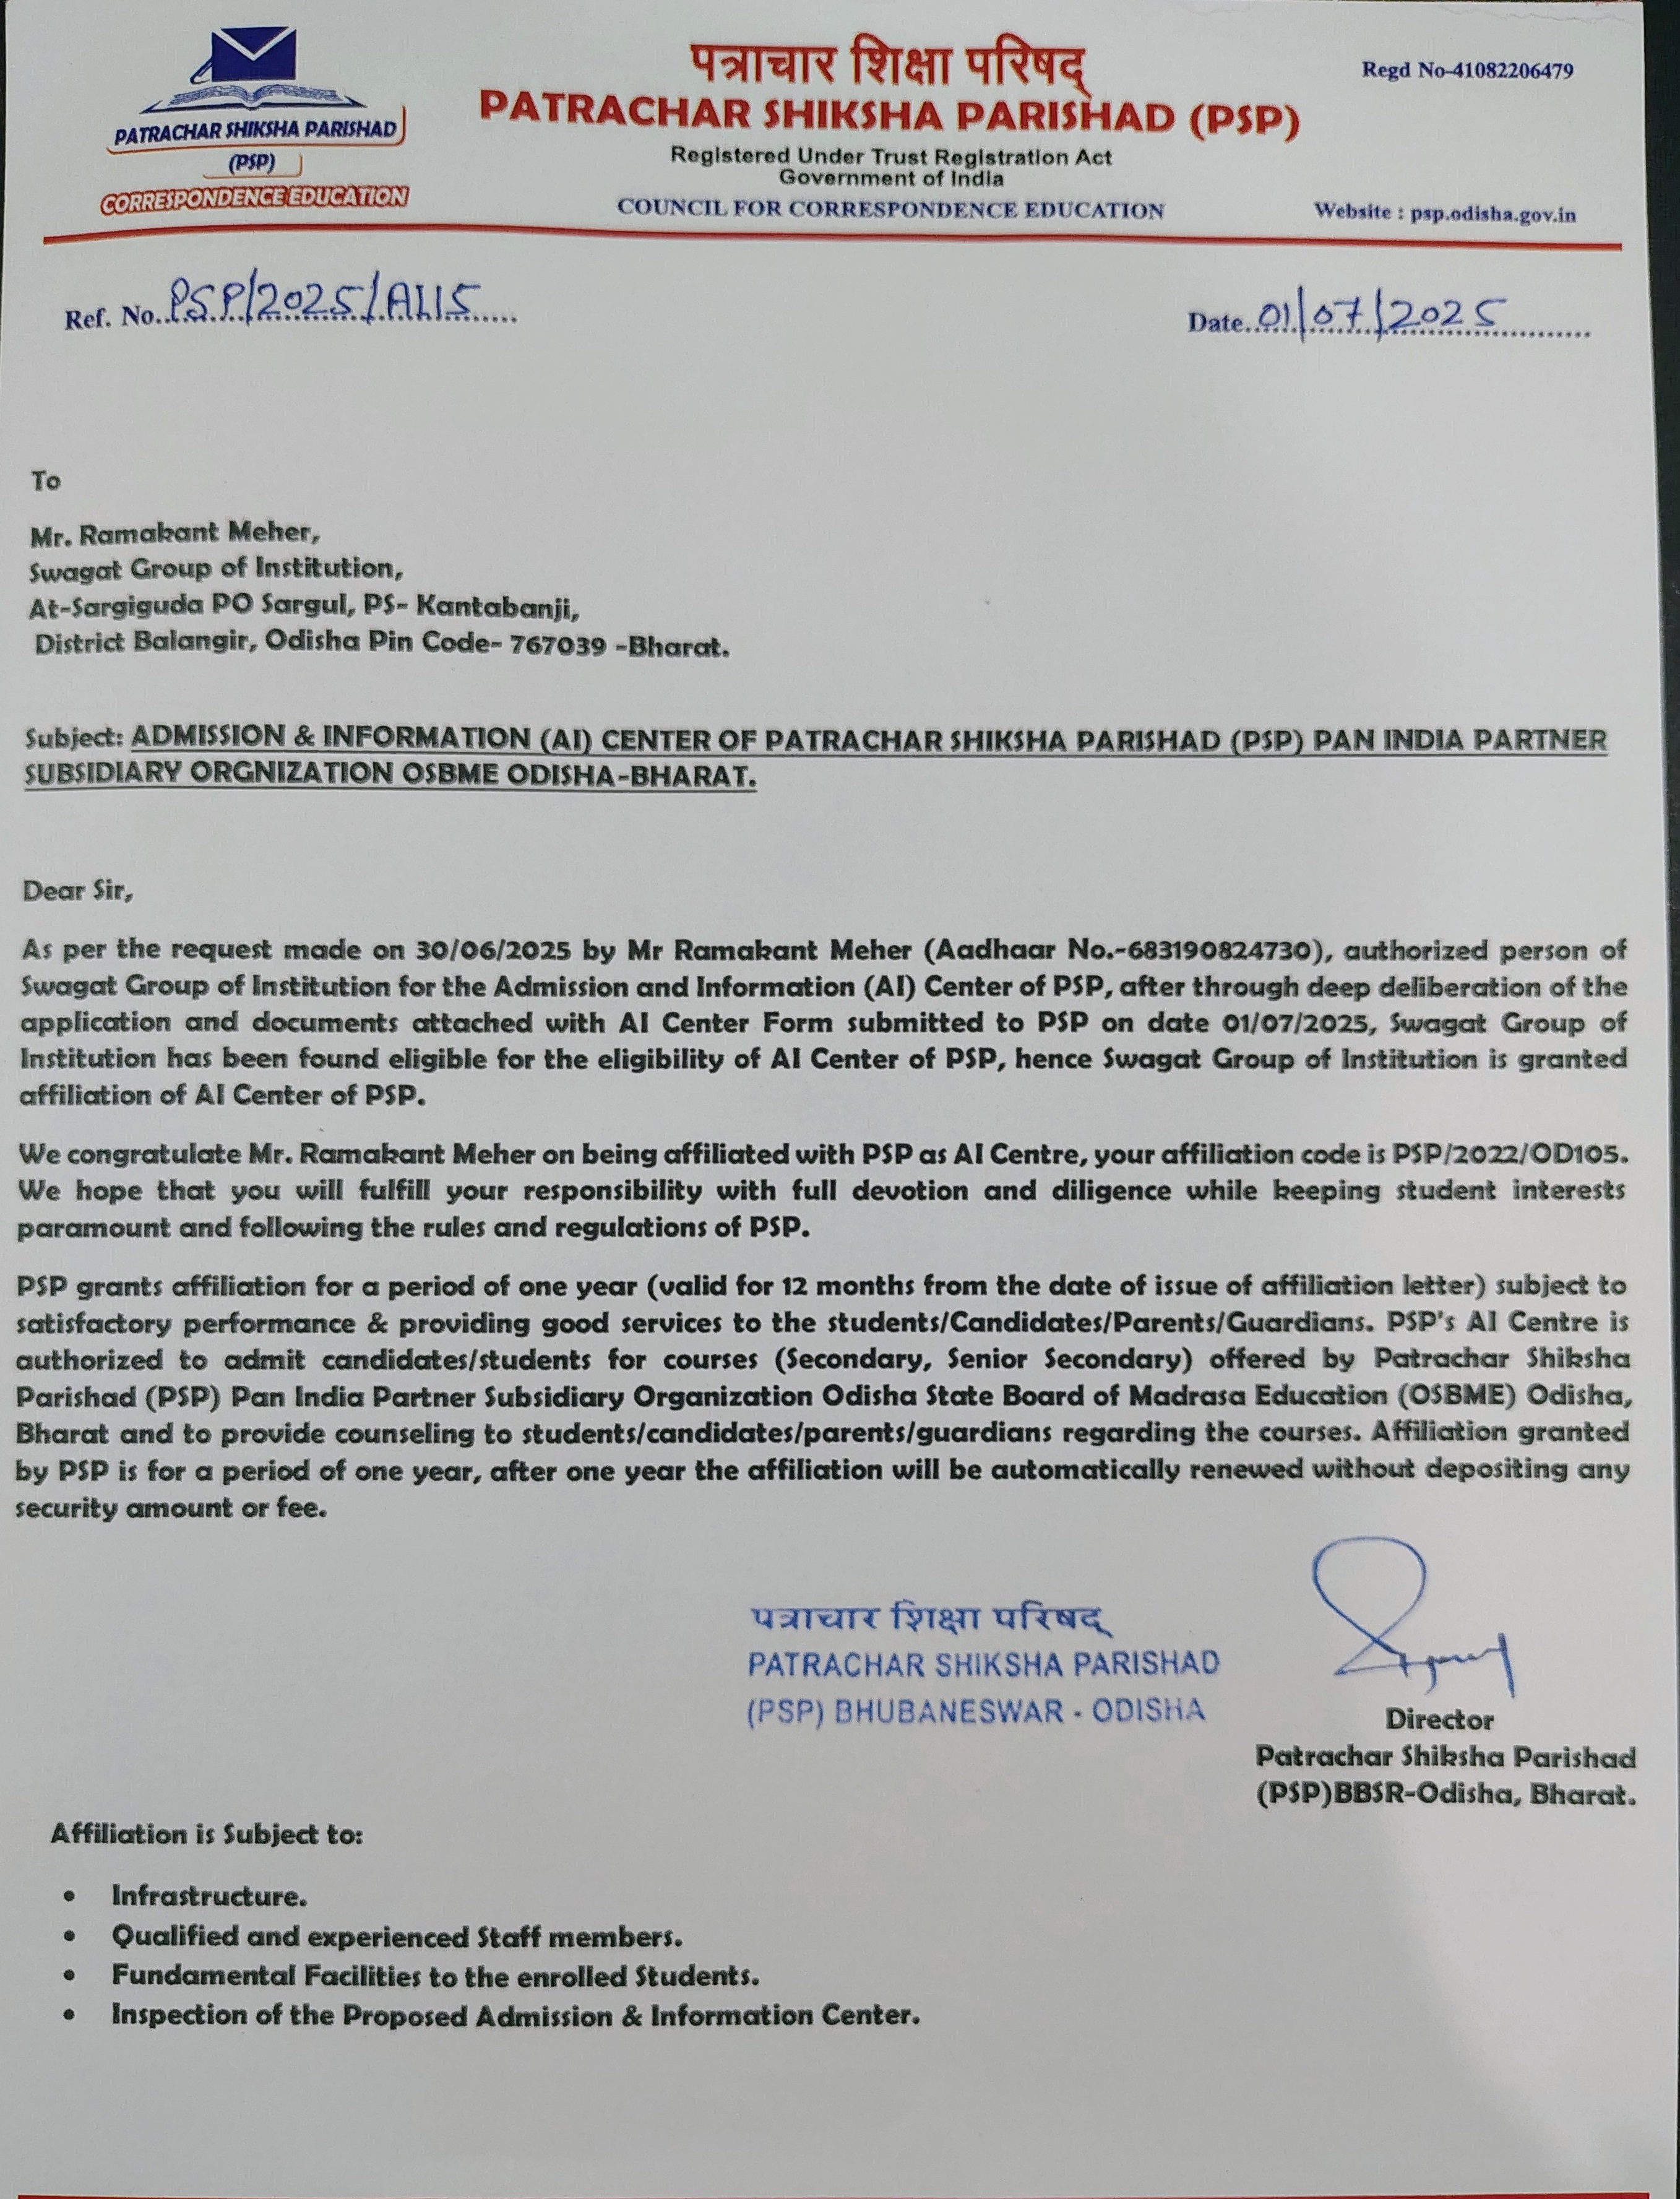 PATRACHAR SHIKSHA PARISHAD
(PSP)
CORRESPONDENCE EDUCATION
पत्राचार शिक्षा परिषद्
PATRACHAR SHIKSHA PARISHAD (PSP)
Registered Under Trust Registration Act
Government of India
COUNCIL FOR CORRESPONDENCE EDUCATION
Regd No-41082206479
Website : psp.odisha.gov.in
Ref. No. PSP/2025/A115
Date. 01/07/2025
To
Mr. Ramakant Meher,
Swagat Group of Institution,
At-Sargiguda PO Sargul, PS- Kantabanji,
District Balangir, Odisha Pin Code- 767039 -Bharat.
Subject: ADMISSION & INFORMATION (AI) CENTER OF PATRACHAR SHIKSHA PARISHAD (PSP) PAN INDIA PARTNER
SUBSIDIARY ORGNIZATION OSBME ODISHA-BHARAT.
Dear Sir,
As per the request made on 30/06/2025 by Mr Ramakant Meher (Aadhaar No.-683190824730), authorized person of
Swagat Group of Institution for the Admission and Information (AI) Center of PSP, after through deep deliberation of the
application and documents attached with AI Center Form submitted to PSP on date 01/07/2025, Swagat Group of
Institution has been found eligible for the eligibility of AI Center of PSP, hence Swagat Group of Institution is granted
affiliation of AI Center of PSP.
We congratulate Mr. Ramakant Meher on being affiliated with PSP as AI Centre, your affiliation code is PSP/2022/OD105.
We hope that you will fulfill your responsibility with full devotion and diligence while keeping student interests
paramount and following the rules and regulations of PSP.
PSP grants affiliation for a period of one year (valid for 12 months from the date of issue of affiliation letter) subject to
satisfactory performance & providing good services to the students/Candidates/Parents/Guardians. PSP's AI Centre is
authorized to admit candidates/students for courses (Secondary, Senior Secondary) offered by Patrachar Shiksha
Parishad (PSP) Pan India Partner Subsidiary Organization Odisha State Board of Madrasa Education (OSBME) Odisha,
Bharat and to provide counseling to students/candidates/parents/guardians regarding the courses. Affiliation granted
by PSP is for a period of one year, after one year the affiliation will be automatically renewed without depositing any
security amount or fee.
पत्राचार शिक्षा परिषद्
PATRACHAR SHIKSHA PARISHAD
(PSP) BHUBANESWAR - ODISHA
Director
Patrachar Shiksha Parishad
(PSP)BBSR-Odisha, Bharat.
Affiliation is Subject to:
• Infrastructure.
• Qualified and experienced Staff members.
• Fundamental Facilities to the enrolled Students.
• Inspection of the Proposed Admission & Information Center.